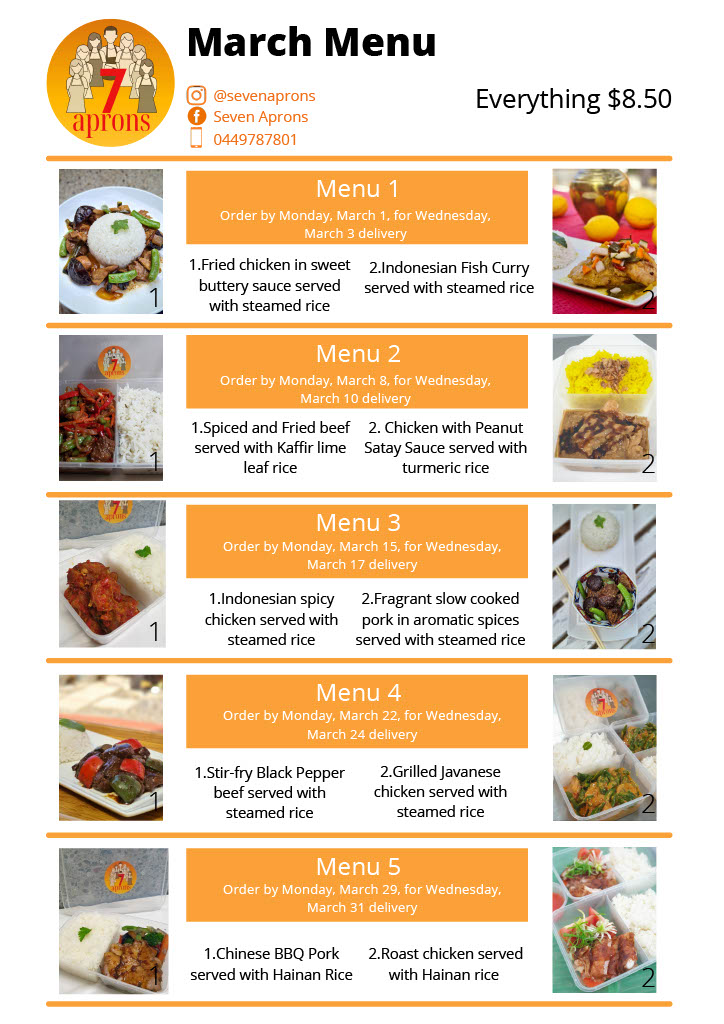 March Menu
7
aprons
@sevenaprons
Seven Aprons
0449787801
Everything $8.50
Menu 1
Order by Monday, March 1, for Wednesday,
March 3 delivery
1.Fried chicken in sweet
buttery sauce served
with steamed rice
2.Indonesian Fish Curry
served with steamed rice
1
2
Menu 2
Order by Monday, March 8, for Wednesday,
March 10 delivery
7
aprons
1.Spiced and Fried beef
served with Kaffir lime
leaf rice
2. Chicken with Peanut
Satay Sauce served with
turmeric rice
1
2
Menu 3
Order by Monday, March 15, for Wednesday,
March 17 delivery
7
aprons
1.Indonesian spicy
chicken served with
steamed rice
2.Fragrant slow cooked
pork in aromatic spices
served with steamed rice
1
2
Menu 4
Order by Monday, March 22, for Wednesday,
March 24 delivery
7
aprons
1.Stir-fry Black Pepper
beef served with
steamed rice
2.Grilled Javanese
chicken served with
steamed rice
1
2
Menu 5
Order by Monday, March 29, for Wednesday,
March 31 delivery
7
aprons
1.Chinese BBQ Pork
served with Hainan Rice
2.Roast chicken served
with Hainan rice
1
2